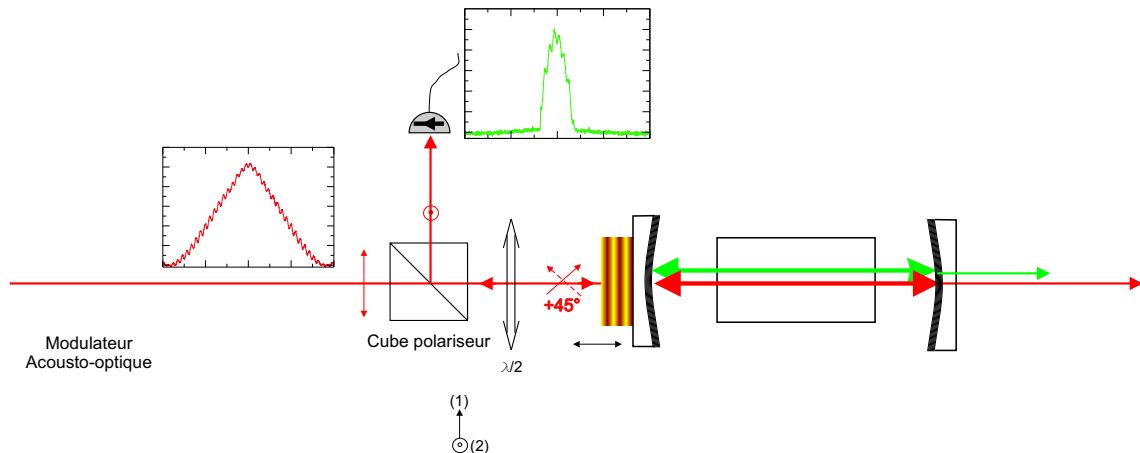 +45°
Modulateur
Acousto-optique
Cube polariseur
λ/2
(1)
(2)